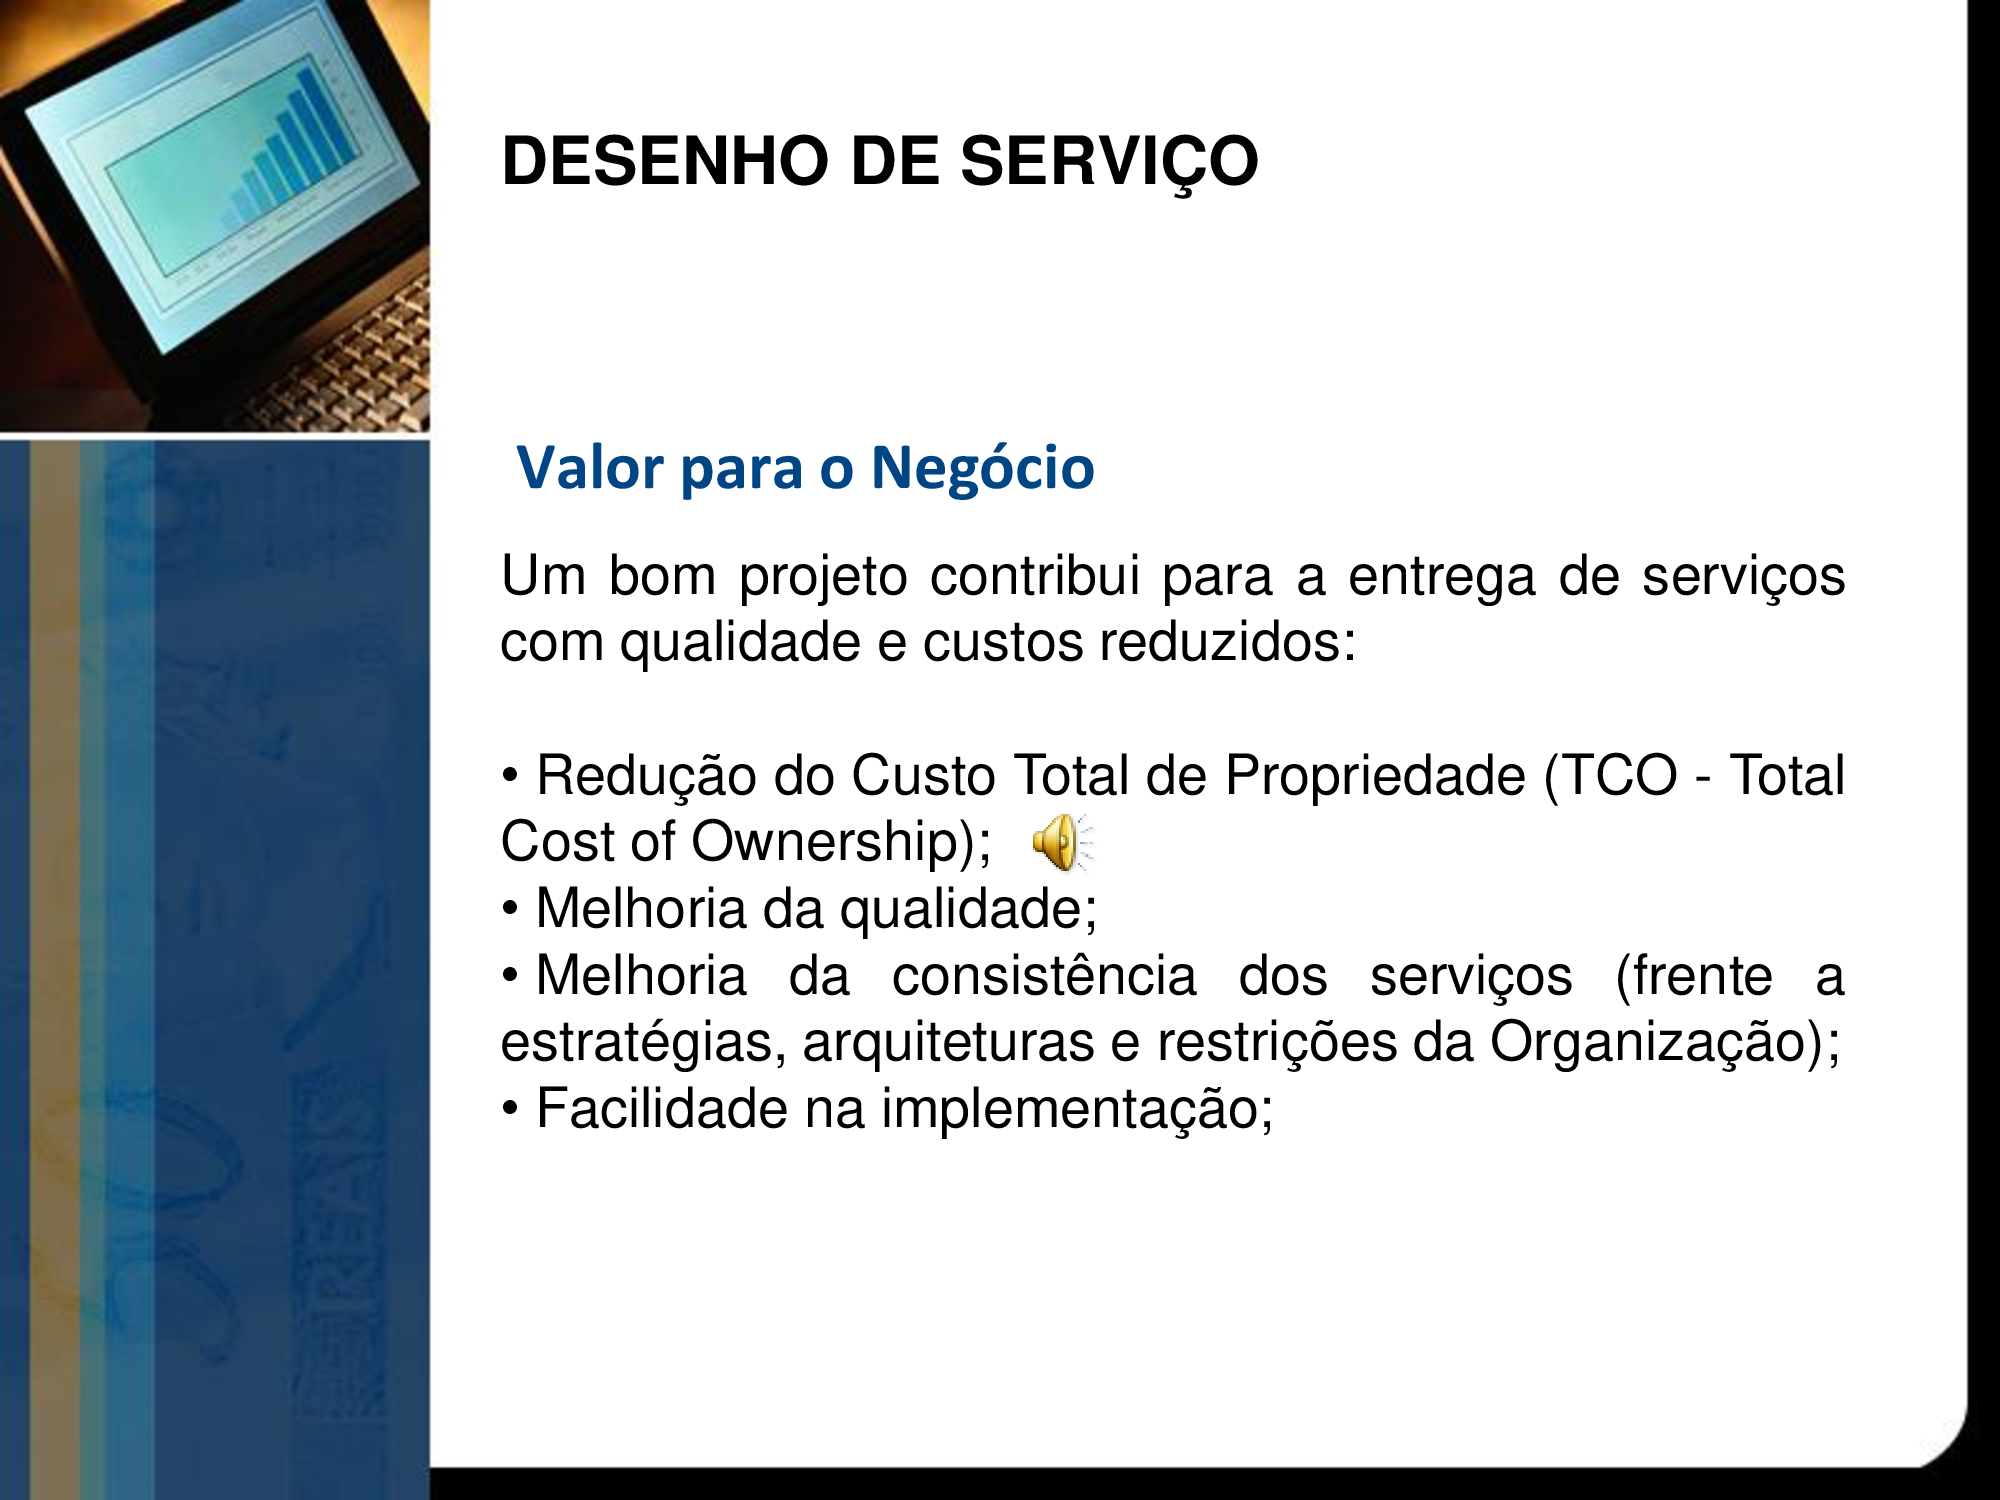 DESENHO DE SERVIÇO
Valor para o Negócio
Um bom projeto contribui para a entrega de serviços
com qualidade e custos reduzidos:
• Redução do Custo Total de Propriedade (TCO - Total
Cost of Ownership);
• Melhoria da qualidade;
• Melhoria da consistência dos serviços (frente a
estratégias, arquiteturas e restrições da Organização);
• Facilidade na implementação;
REAIS